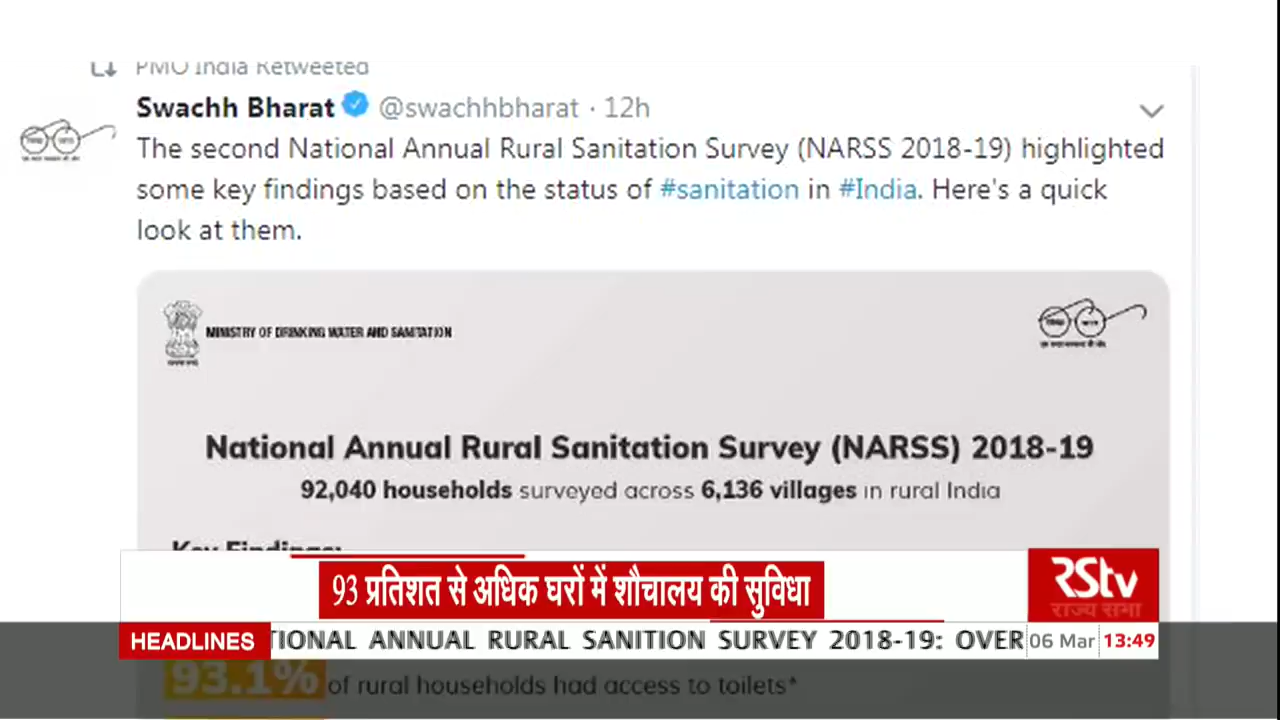 PMO India Retweeted
Swachh Bharat @swachhbharat · 12h
The second National Annual Rural Sanitation Survey (NARSS 2018-19) highlighted
some key findings based on the status of #sanitation in #India. Here's a quick
look at them.
MINISTRY OF DRINKING WATER AND SANITATION
National Annual Rural Sanitation Survey (NARSS) 2018-19
92,040 households surveyed across 6,136 villages in rural India
Key Findings:
93 प्रतिशत से अधिक घरों में शौचालय की सुविधा
RSTV
राज्य सभा
HEADLINES TIONAL ANNUAL RURAL SANITION SURVEY 2018-19: OVER 06 Mar 13:49
93.1% of rural households had access to toilets*